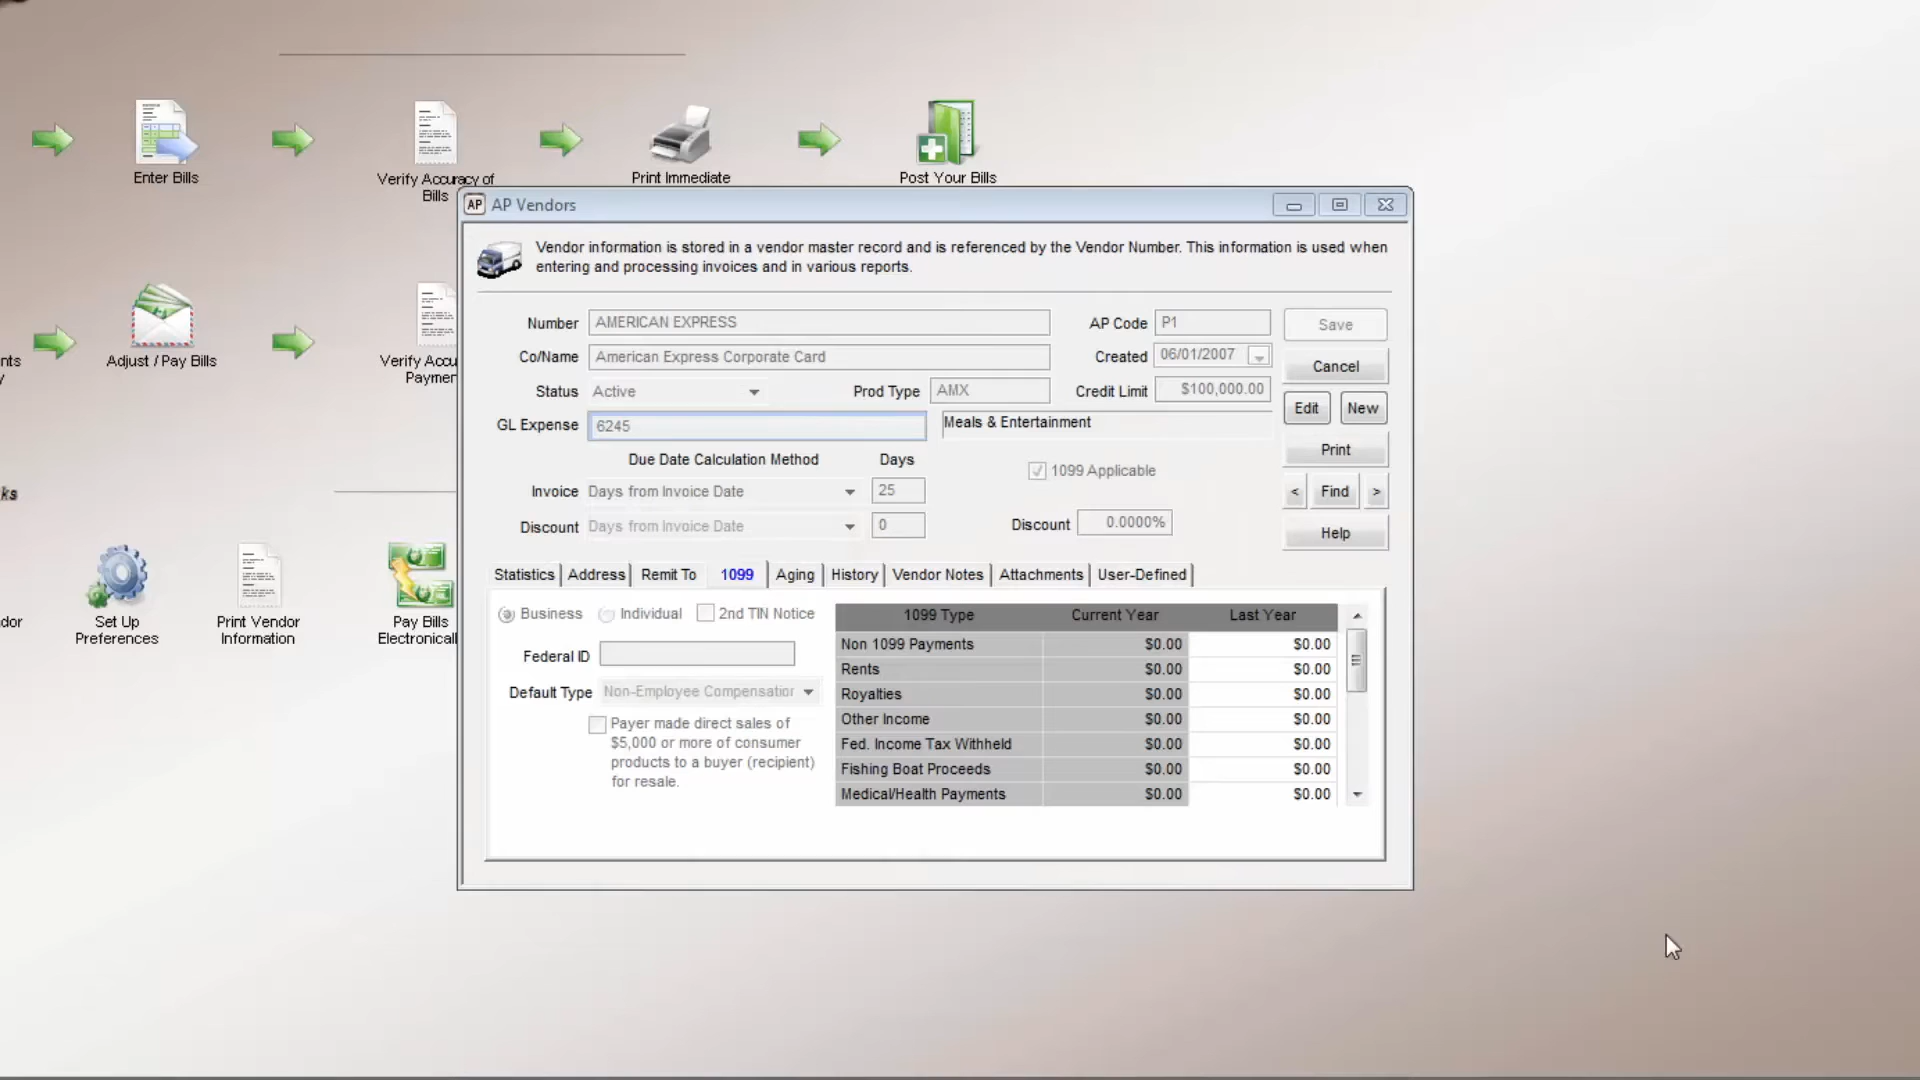 Enter Bills
Verify Accuracy of
Bills
Print Immediate
Post Your Bills
AP AP Vendors
Vendor information is stored in a vendor master record and is referenced by the Vendor Number. This information is used when
entering and processing invoices and in various reports.
Number AMERICAN EXPRESS AP Code P1 Save
Co/Name American Express Corporate Card Created 06/01/2007 Cancel
Status Active Prod Type AMX Credit Limit $100,000.00
GL Expense 6245 Meals & Entertainment Edit New
Due Date Calculation Method Days Print
1099 Applicable
Invoice Days from Invoice Date 25 < Find >
Discount Days from Invoice Date 0 Discount 0.0000% Help
Statistics Address Remit To 1099 Aging History Vendor Notes Attachments User-Defined
Business Individual 2nd TIN Notice
Federal ID
Default Type Non-Employee Compensation
Payer made direct sales of
$5,000 or more of consumer
products to a buyer (recipient)
for resale.
1099 Type Current Year Last Year
Non 1099 Payments $0.00 $0.00
Rents $0.00 $0.00
Royalties $0.00 $0.00
Other Income $0.00 $0.00
Fed. Income Tax Withheld $0.00 $0.00
Fishing Boat Proceeds $0.00 $0.00
Medical/Health Payments $0.00 $0.00
nts
y
Adjust / Pay Bills
Verify Accu
Paymen
ks
dor
Set Up
Preferences
Print Vendor
Information
Pay Bills
Electronicall